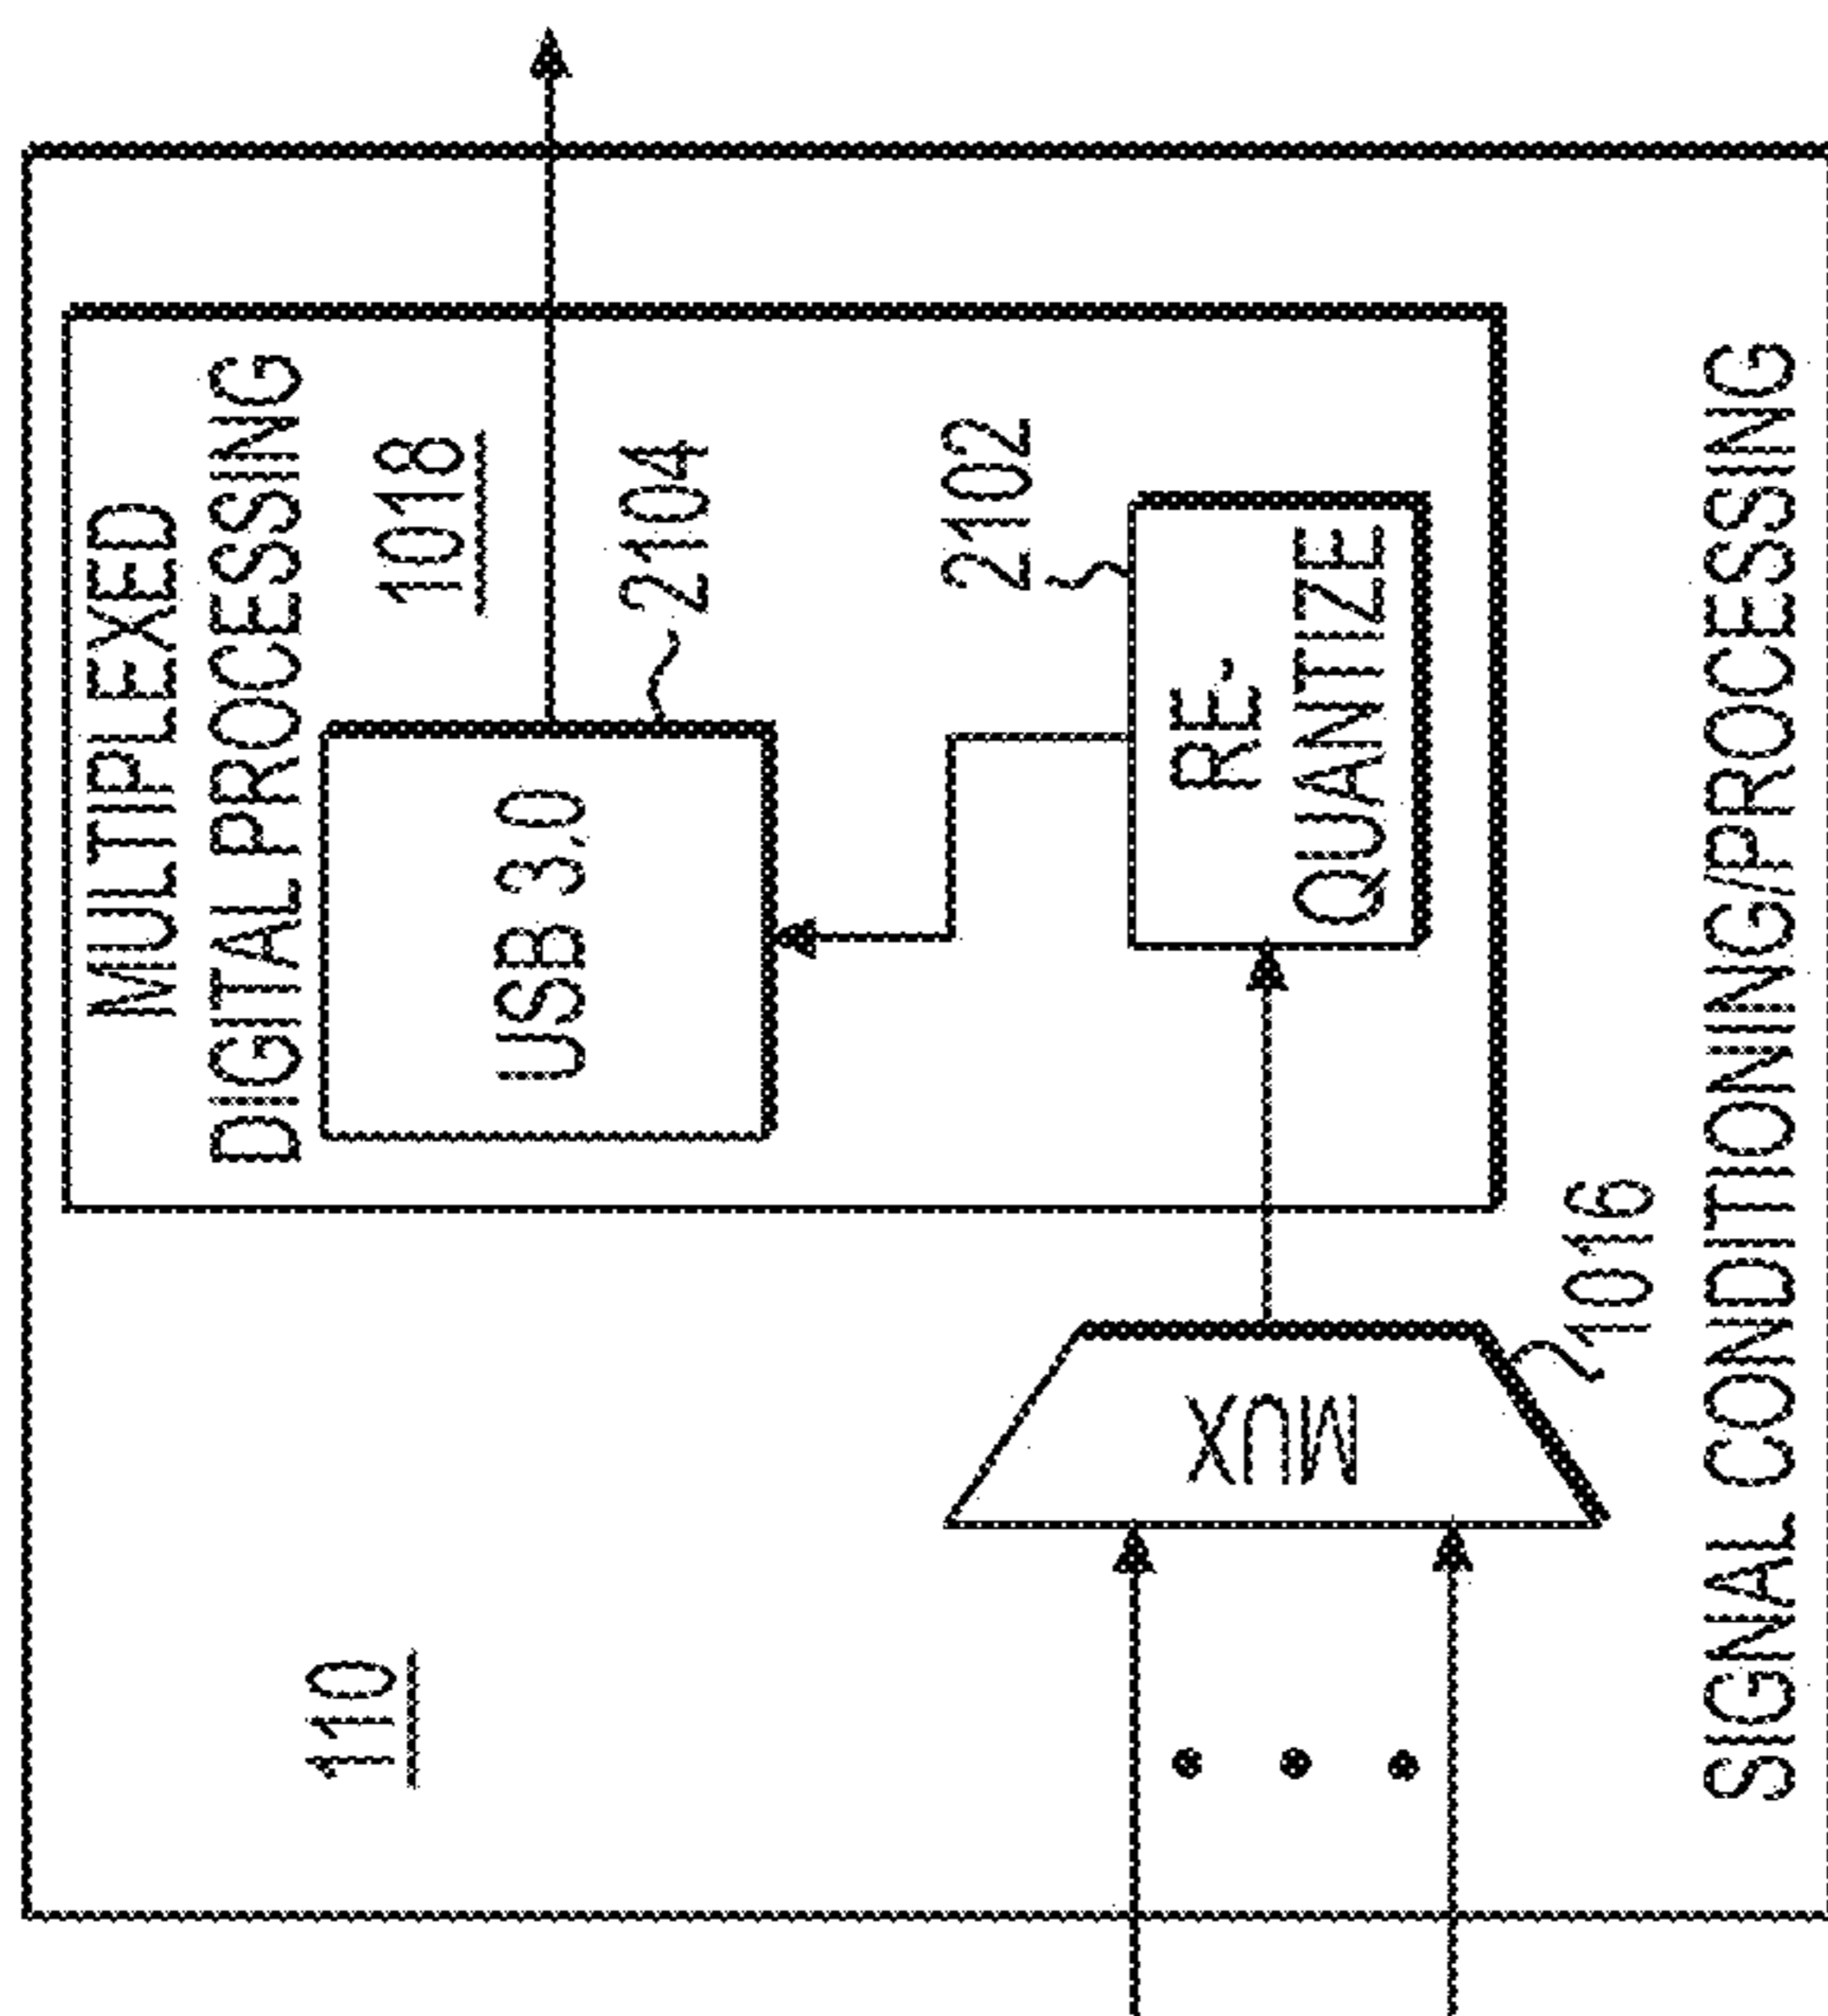 MULTIPLEXED
DIGITAL PROCESSING
1018
USB 3.0
2104
2102
RE-
QUANTIZE
110
MUX
1016
SIGNAL CONDITIONING/PROCESSING